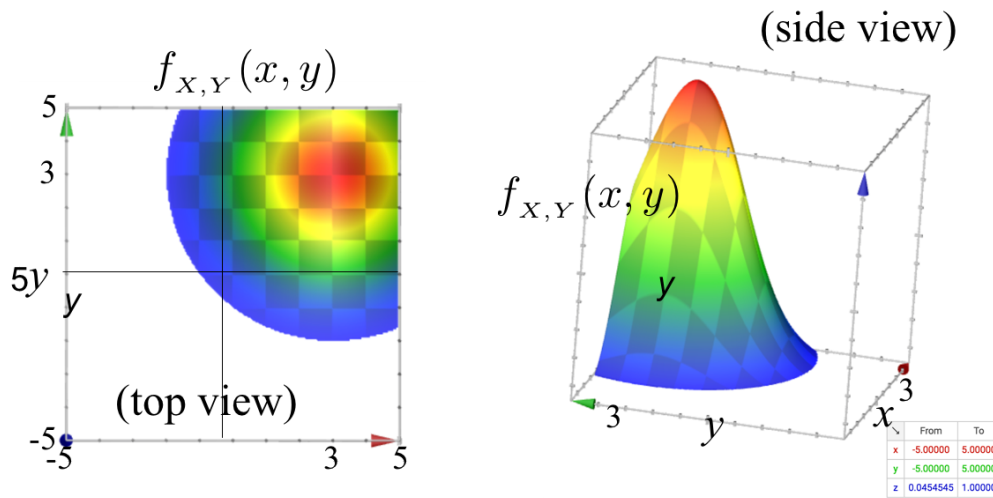 (side view)
f_{X,Y}(x, y)
5
3
5y
y
(top view)
-5
-5
3
5
f_{X,Y}(x, y)
y
3
y
x
3
From To
x -5.00000 5.00000
y -5.00000 5.00000
z 0.0454545 1.00000